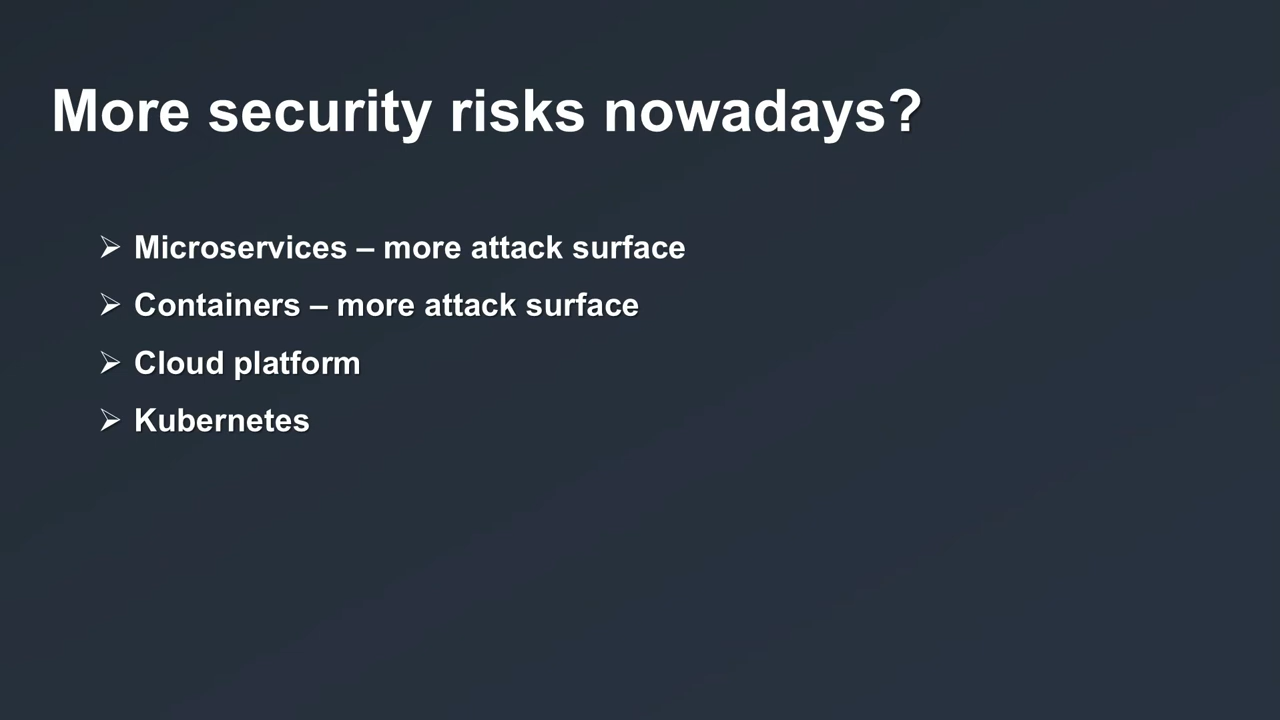 More security risks nowadays?
➢ Microservices – more attack surface
➢ Containers – more attack surface
➢ Cloud platform
➢ Kubernetes